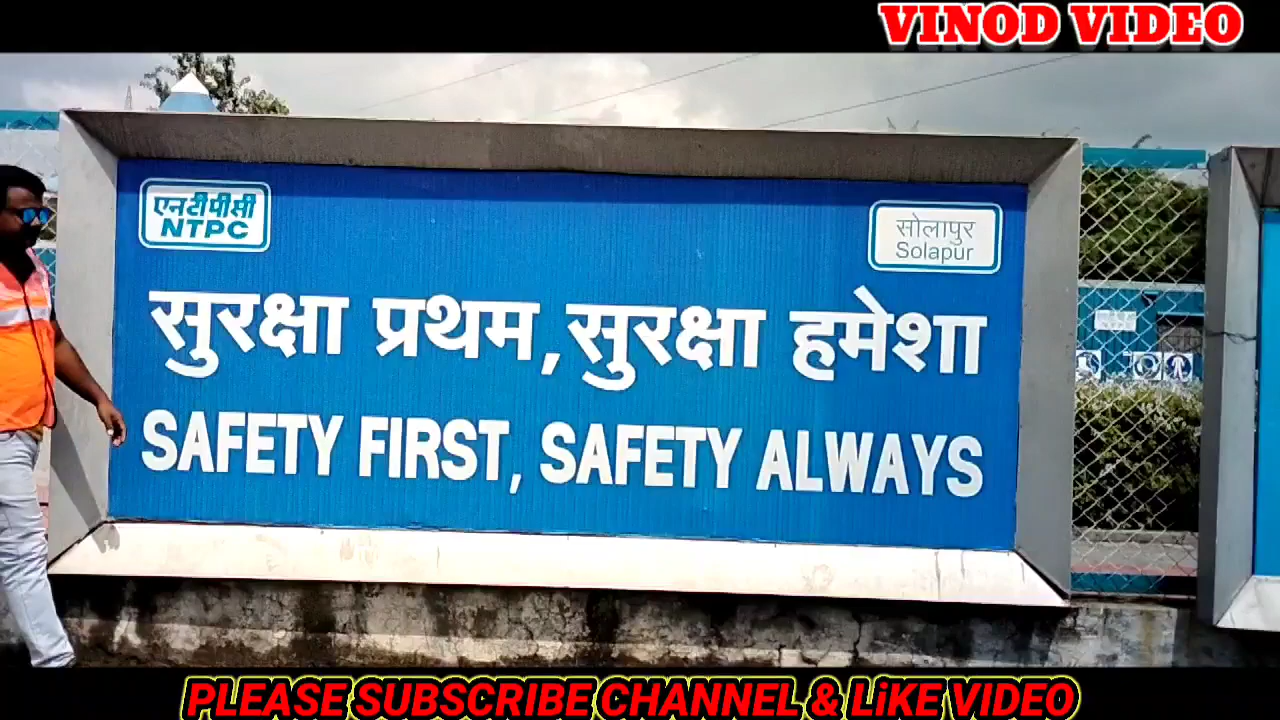 VINOD VIDEO
एनटीपीसी
NTPC
सोलापुर
Solapur
सुरक्षा प्रथम, सुरक्षा हमेशा
SAFETY FIRST, SAFETY ALWAYS
PLEASE SUBSCRIBE CHANNEL & LiKE VIDEO